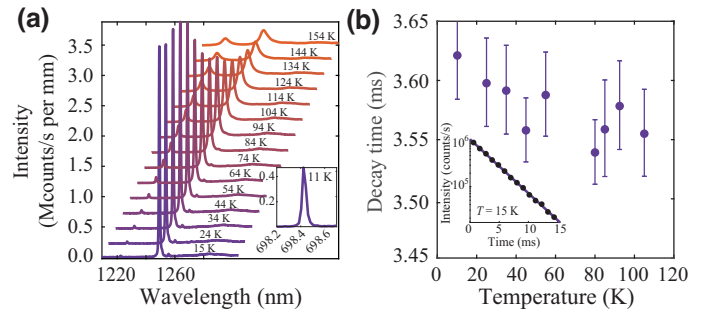 (a)
Intensity
(Mcounts/s per mm)
3.5
3.0
2.5
2.0
1.5
1.0
0.5
0.0
1220
1260
Wavelength (nm)
154 K
144 K
134 K
124 K
114 K
104 K
94 K
84 K
74 K
64 K
54 K
44 K
34 K
24 K
15 K
11 K
0.4
0.2
0
698.2
698.4
698.6
(b)
Decay time (ms)
3.65
3.60
3.55
3.50
3.45
0
20
40
60
80
100
120
Temperature (K)
Intensity (counts/s)
10⁶
10⁵
T = 15 K
0
5
10
15
Time (ms)